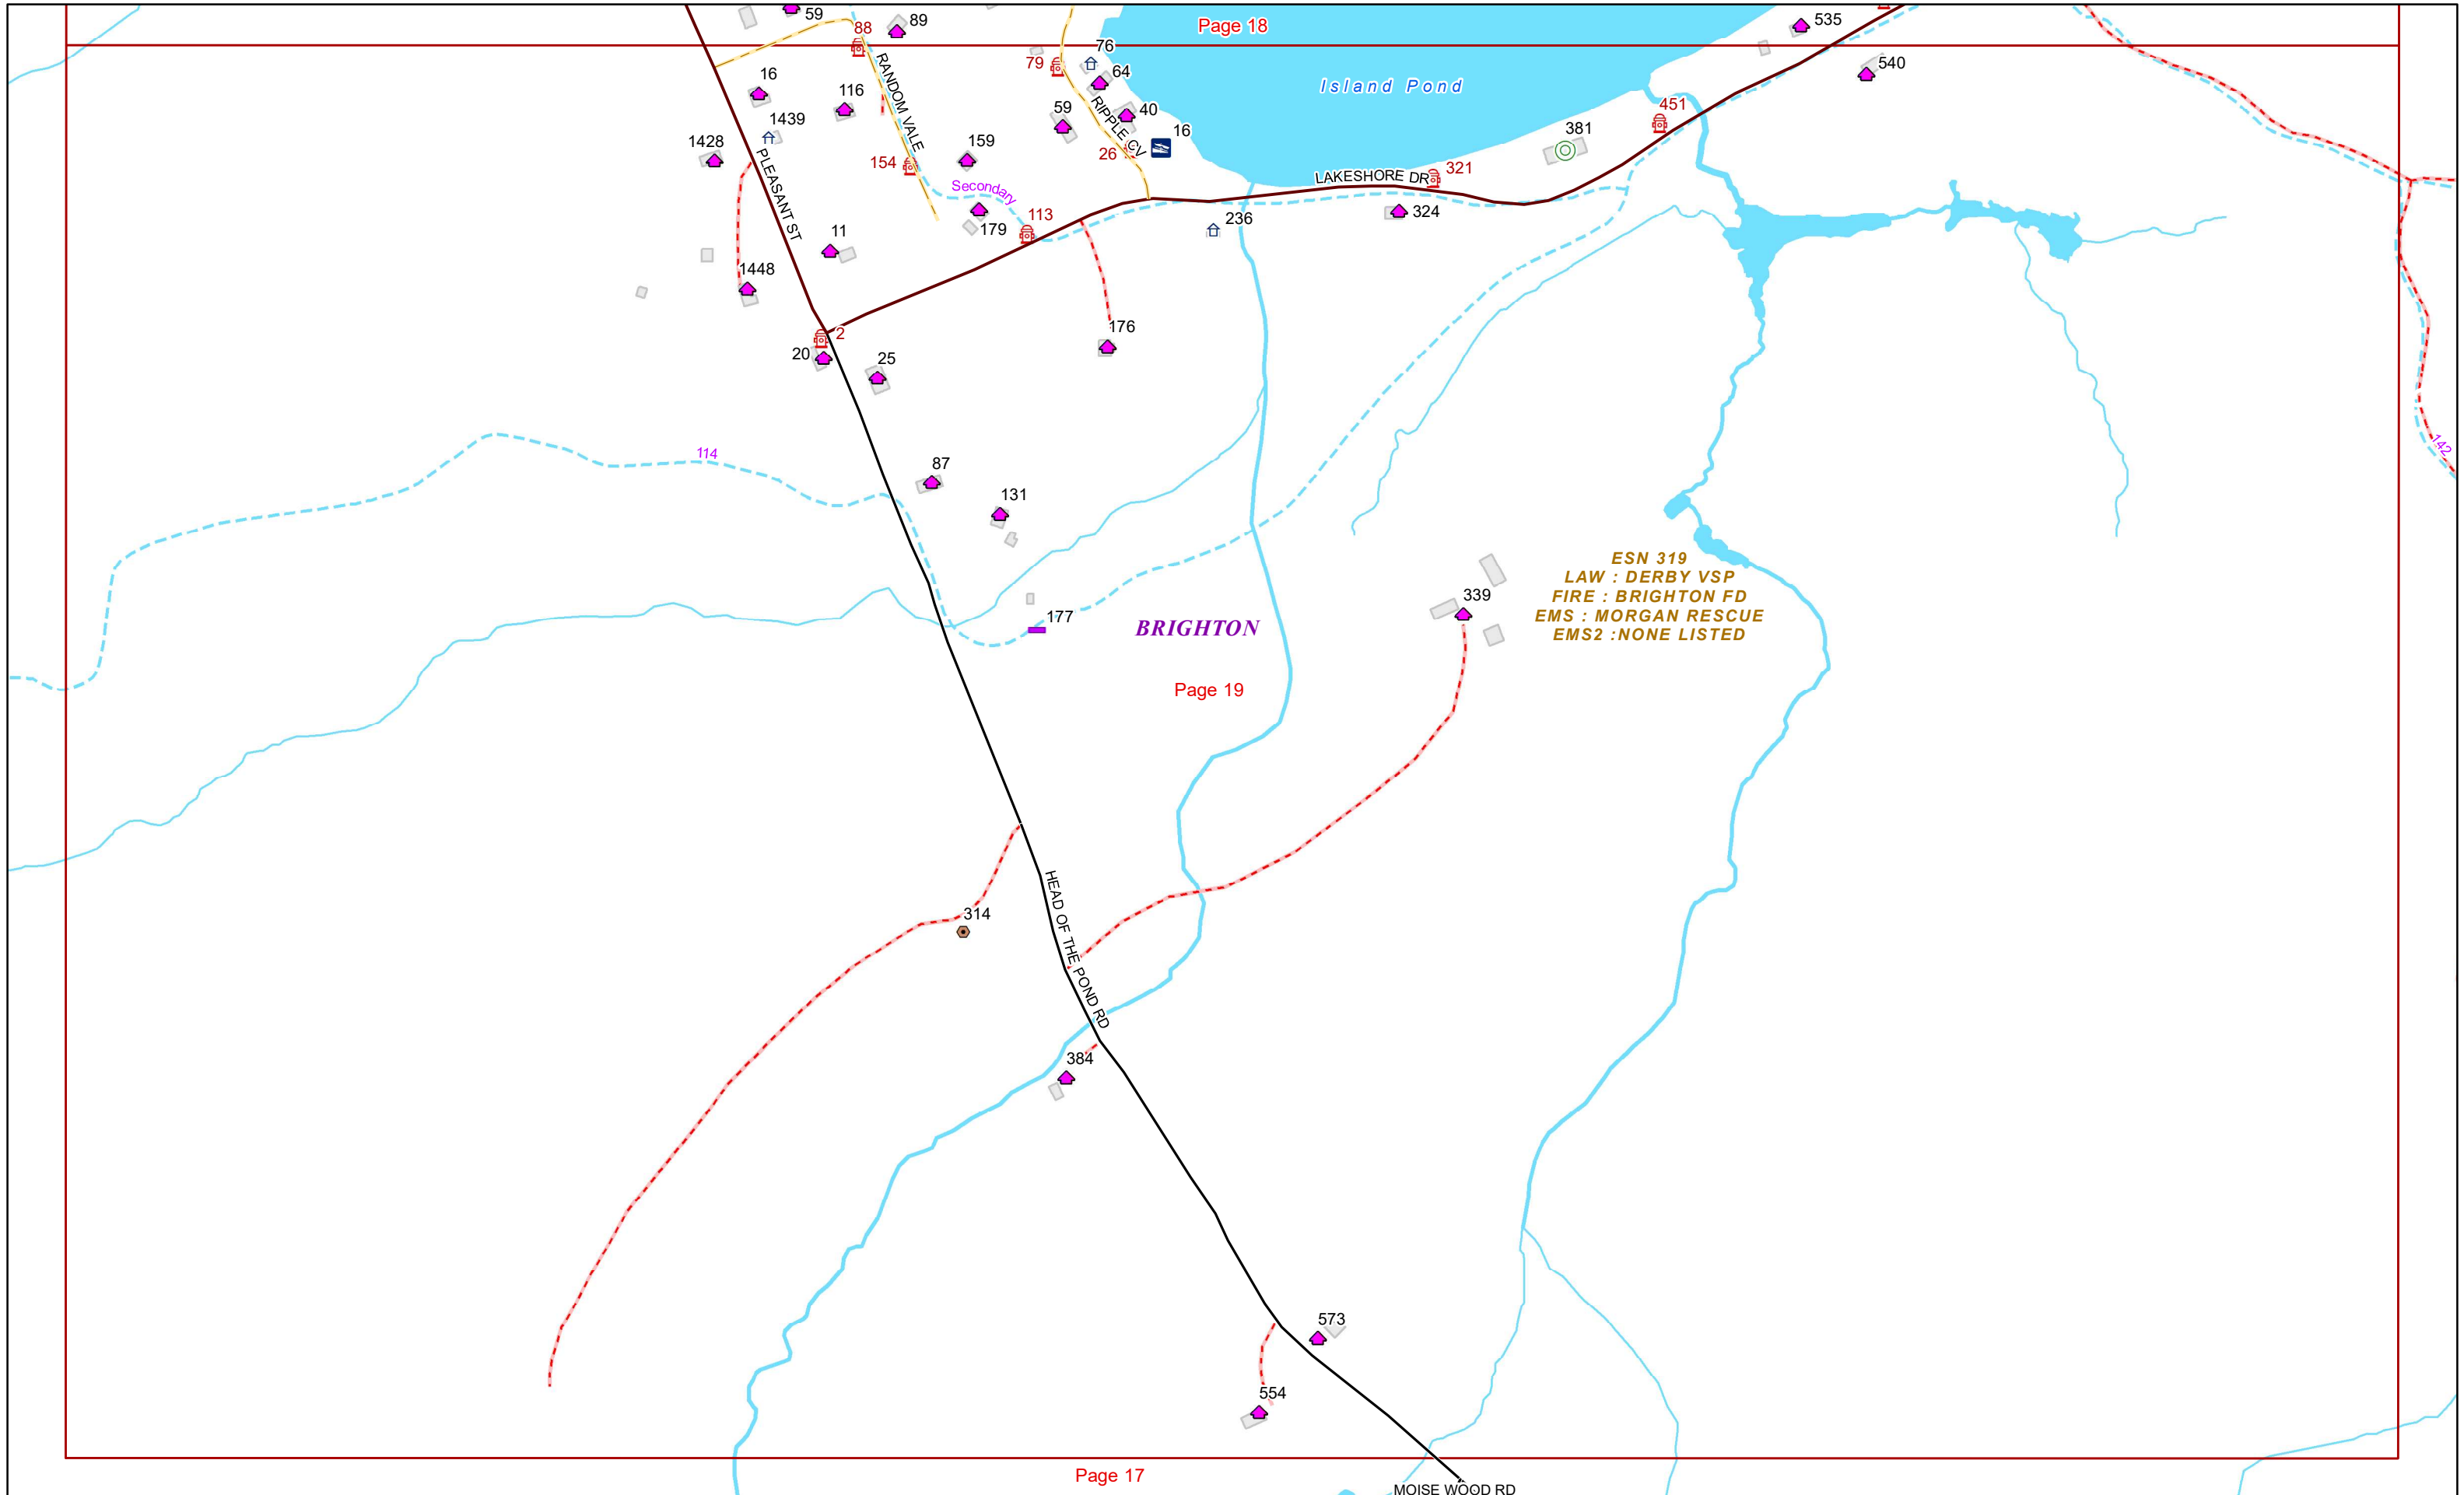 59
88
89
Page 18
535
76
79
64
540
16
RANDOM VALE
116
Island Pond
RIPPLE CV
40
59
451
1439
16
381
1428
159
154
26
PLEASANT ST
321
LAKESHORE DR
Secondary
113
236
324
179
11
1448
2
176
20
25
142
114
87
131
ESN 319
LAW : DERBY VSP
FIRE : BRIGHTON FD
EMS : MORGAN RESCUE
EMS2 :NONE LISTED
339
177
BRIGHTON
Page 19
HEAD OF THE POND RD
314
384
573
554
Page 17
MOISE WOOD RD